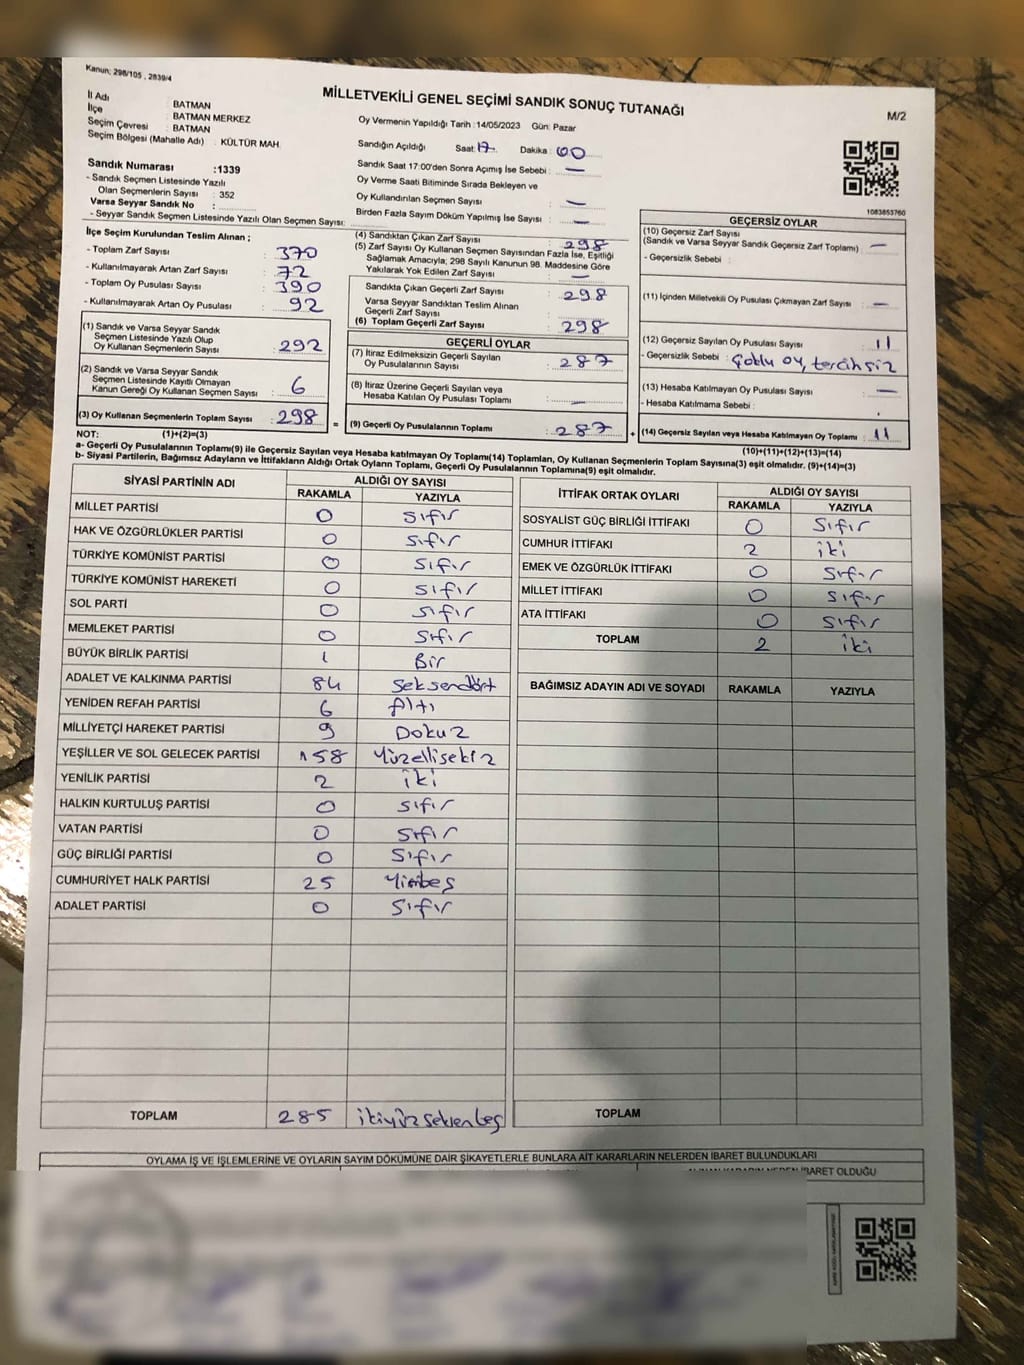 Kanun; 298/105 , 2839/4
MİLLETVEKİLİ GENEL SEÇİMİ SANDIK SONUÇ TUTANAĞI
M/2
İl Adı : BATMAN
İlçe : BATMAN MERKEZ
Seçim Çevresi : BATMAN
Seçim Bölgesi (Mahalle Adı) : KÜLTÜR MAH.
Sandık Numarası :1339
- Sandık Seçmen Listesinde Yazılı
Olan Seçmenlerin Sayısı : 352
Varsa Seyyar Sandık No :
- Seyyar Sandık Seçmen Listesinde Yazılı Olan Seçmen Sayısı:
Oy Vermenin Yapıldığı Tarih :14/05/2023 Gün: Pazar
Sandığın Açıldığı Saat: 17 Dakika : 00
Sandık Saat 17:00'den Sonra Açımış İse Sebebi : —
Oy Verme Saati Bitiminde Sırada Bekleyen ve
Oy Kullandırılan Seçmen Sayısı : —
Birden Fazla Sayım Döküm Yapılmış İse Sayısı : —
1083853760
İlçe Seçim Kurulundan Teslim Alınan ;
- Toplam Zarf Sayısı : 370
- Kullanılmayarak Artan Zarf Sayısı : 72
- Toplam Oy Pusulası Sayısı : 390
- Kullanılmayarak Artan Oy Pusulası : 92
(1) Sandık ve Varsa Seyyar Sandık
Seçmen Listesinde Yazılı Olup
Oy Kullanan Seçmenlerin Sayısı : 292
(2) Sandık ve Varsa Seyyar Sandık
Seçmen Listesinde Kayıtlı Olmayan
Kanun Gereği Oy Kullanan Seçmen Sayısı : 6
(3) Oy Kullanan Seçmenlerin Toplam Sayısı : 298
(4) Sandıktan Çıkan Zarf Sayısı : 298
(5) Zarf Sayısı Oy Kullanan Seçmen Sayısından Fazla İse, Eşitliği
Sağlamak Amacıyla; 298 Sayılı Kanunun 98. Maddesine Göre
Yakılarak Yok Edilen Zarf Sayısı : —
Sandıkta Çıkan Geçerli Zarf Sayısı : 298
Varsa Seyyar Sandıktan Teslim Alınan
Geçerli Zarf Sayısı :
(6) Toplam Geçerli Zarf Sayısı : 298
GEÇERLİ OYLAR
(7) İtiraz Edilmeksizin Geçerli Sayılan
Oy Pusulalarının Sayısı : 287
(8) İtiraz Üzerine Geçerli Sayılan veya
Hesaba Katılan Oy Pusulası Toplamı : —
= (9) Geçerli Oy Pusulalarının Toplamı : 287
GEÇERSİZ OYLAR
(10) Geçersiz Zarf Sayısı
(Sandık ve Varsa Seyyar Sandık Geçersiz Zarf Toplamı) : —
- Geçersizlik Sebebi :
(11) İçinden Milletvekili Oy Pusulası Çıkmayan Zarf Sayısı : —
(12) Geçersiz Sayılan Oy Pusulası Sayısı : 11
- Geçersizlik Sebebi : Çoklu oy, tercihsiz
(13) Hesaba Katılmayan Oy Pusulası Sayısı : —
- Hesaba Katılmama Sebebi :
+ (14) Geçersiz Sayılan veya Hesaba Katılmayan Oy Toplamı : 11
NOT: (1)+(2)=(3) (10)+(11)+(12)+(13)=(14)
a- Geçerli Oy Pusulaların Toplamı(9) ile Geçersiz Sayılan veya Hesaba katılmayan Oy Toplamı(14) Toplamları, Oy Kullanan Seçmenlerin Toplam Sayısına(3) eşit olmalıdır. (9)+(14)=(3)
b- Siyasi Partilerin, Bağımsız Adayların ve İttifakların Aldığı Ortak Oyların Toplamı, Geçerli Oy Pusulalarının Toplamına(9) eşit olmalıdır.
SİYASİ PARTİNİN ADI ALDIĞI OY SAYISI
RAKAMLA YAZIYLA
MİLLET PARTİSİ 0 Sıfır
HAK VE ÖZGÜRLÜKLER PARTİSİ 0 Sıfır
TÜRKİYE KOMÜNİST PARTİSİ 0 Sıfır
TÜRKİYE KOMÜNİST HAREKETİ 0 Sıfır
SOL PARTİ 0 Sıfır
MEMLEKET PARTİSİ 0 Sıfır
BÜYÜK BİRLİK PARTİSİ 1 Bir
ADALET VE KALKINMA PARTİSİ 84 Seksendört
YENİDEN REFAH PARTİSİ 6 Altı
MİLLİYETÇİ HAREKET PARTİSİ 9 Dokuz
YEŞİLLER VE SOL GELECEK PARTİSİ 158 Yüzellisekiz
YENİLİK PARTİSİ 2 iki
HALKIN KURTULUŞ PARTİSİ 0 Sıfır
VATAN PARTİSİ 0 Sıfır
GÜÇ BİRLİĞİ PARTİSİ 0 Sıfır
CUMHURİYET HALK PARTİSİ 25
ADALET PARTİSİ 0 Sıfır
TOPLAM 285
İTTİFAK ORTAK OYLARI ALDIĞI OY SAYISI
RAKAMLA YAZIYLA
SOSYALİST GÜÇ BİRLİĞİ İTTİFAKI 0 Sıfır
CUMHUR İTTİFAKI 2 iki
EMEK VE ÖZGÜRLÜK İTTİFAKI 0 Sıfır
MİLLET İTTİFAKI 0 Sıfır
ATA İTTİFAKI 0 Sıfır
TOPLAM 2 iki
BAĞIMSIZ ADAYIN ADI VE SOYADI RAKAMLA YAZIYLA
TOPLAM
OYLAMA İŞ VE İŞLEMLERİNE VE OYLARIN SAYIM DÖKÜMÜNE DAİR ŞİKAYETLERLE BUNLARA AİT KARARLARIN NELERDEN İBARET BULUNDUKLARI
İBARET OLDUĞU